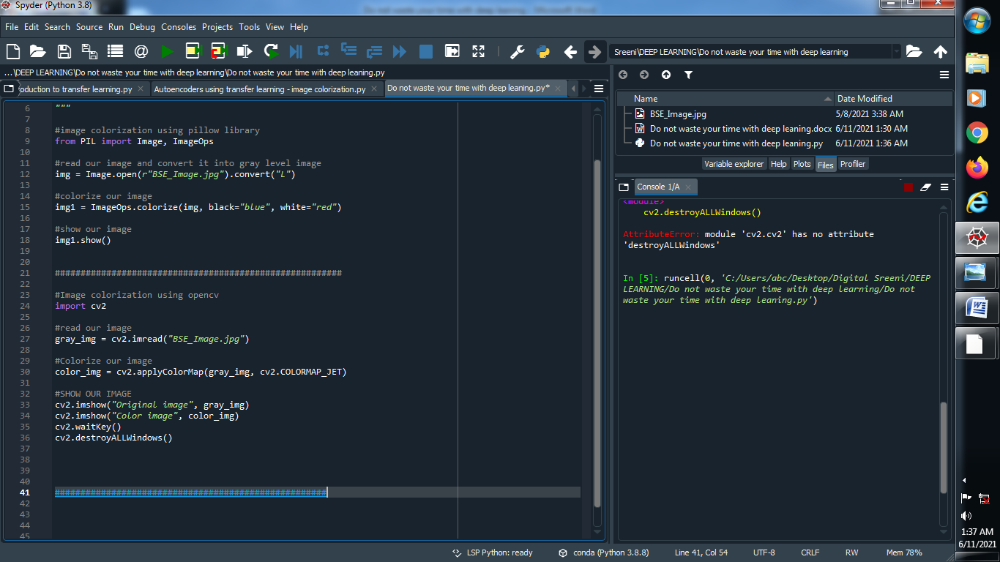 Spyder (Python 3.8)
File Edit Search Source Run Debug Consoles Projects Tools View Help
Sreeni\DEEP LEARNING\Do not waste your time with deep learning
...\DEEP LEARNING\Do not waste your time with deep learning\Do not waste your time with deep leaning.py
oduction to transfer learning.py Autoencoders using transfer learning - image colorization.py Do not waste your time with deep leaning.py*
6 """
7
8 #image colorization using pillow library
9 from PIL import Image, ImageOps
10
11 #read our image and convert it into gray level image
12 img = Image.open(r"BSE_Image.jpg").convert("L")
13
14 #colorize our image
15 img1 = ImageOps.colorize(img, black="blue", white="red")
16
17 #show our image
18 img1.show()
19
20
21 ########################################################
22
23 #Image colorization using opencv
24 import cv2
25
26 #read our image
27 gray_img = cv2.imread("BSE_Image.jpg")
28
29 #Colorize our image
30 color_img = cv2.applyColorMap(gray_img, cv2.COLORMAP_JET)
31
32 #SHOW OUR IMAGE
33 cv2.imshow("Original image", gray_img)
34 cv2.imshow("Color image", color_img)
35 cv2.waitKey()
36 cv2.destroyALLWindows()
37
38
39
40
41 #####################################################
42
43
44
45
Name Date Modified
BSE_Image.jpg 5/8/2021 3:38 AM
Do not waste your time with deep leaning.docx 6/11/2021 1:30 AM
Do not waste your time with deep leaning.py 6/11/2021 1:36 AM
Variable explorer Help Plots Files Profiler
Console 1/A
<module>
cv2.destroyALLWindows()
AttributeError: module 'cv2.cv2' has no attribute
'destroyALLWindows'
In [5]: runcell(0, 'C:/Users/abc/Desktop/Digital Sreeni/DEEP
LEARNING/Do not waste your time with deep learning/Do not
waste your time with deep leaning.py')
LSP Python: ready conda (Python 3.8.8) Line 41, Col 54 UTF-8 CRLF RW Mem 78%
1:37 AM
6/11/2021